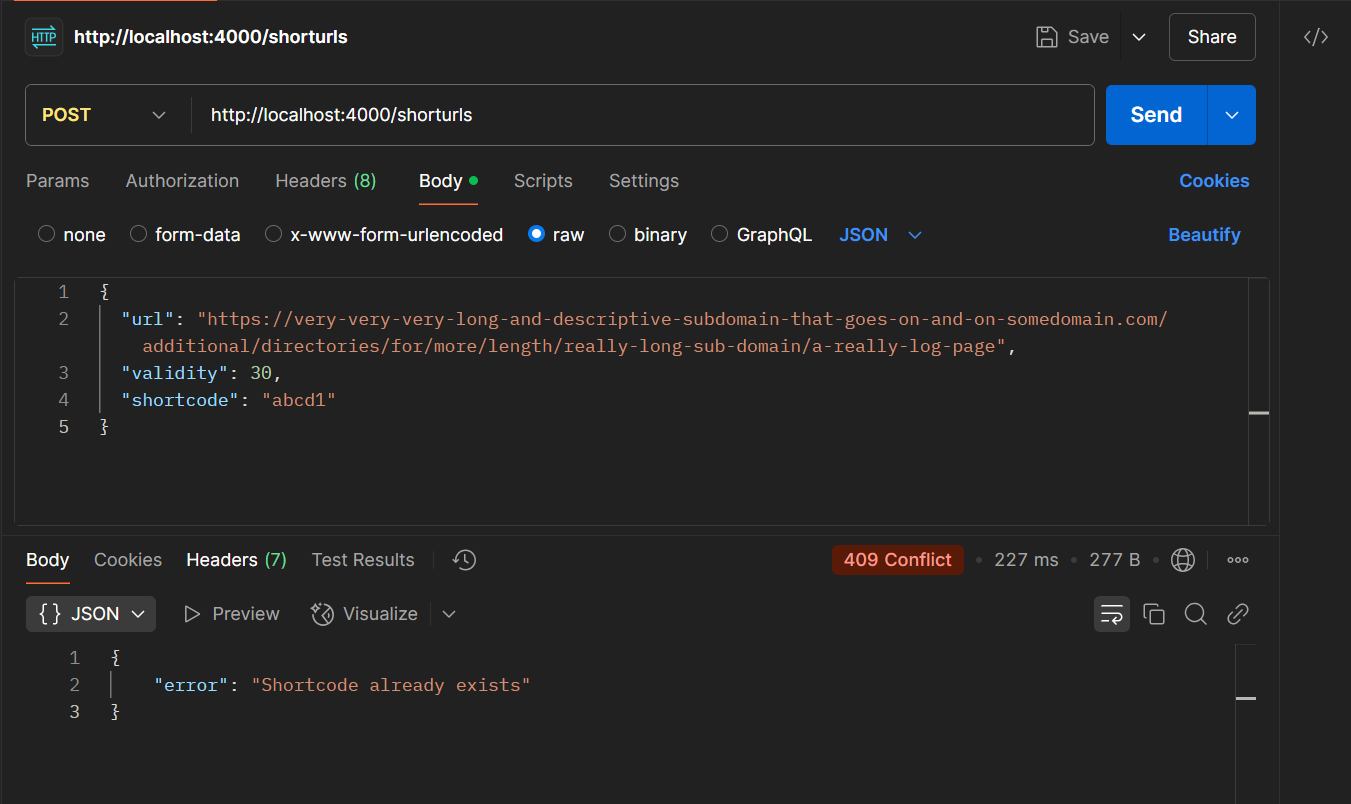 HTTP http://localhost:4000/shorturls Save Share
POST http://localhost:4000/shorturls Send
Params Authorization Headers (8) Body Scripts Settings Cookies
none form-data x-www-form-urlencoded raw binary GraphQL JSON Beautify
1 {
2 "url": "https://very-very-very-long-and-descriptive-subdomain-that-goes-on-and-on-somedomain.com/
additional/directories/for/more/length/really-long-sub-domain/a-really-log-page",
3 "validity": 30,
4 "shortcode": "abcd1"
5 }
Body Cookies Headers (7) Test Results 409 Conflict • 227 ms • 277 B •
{} JSON Preview Visualize
1 {
2 "error": "Shortcode already exists"
3 }